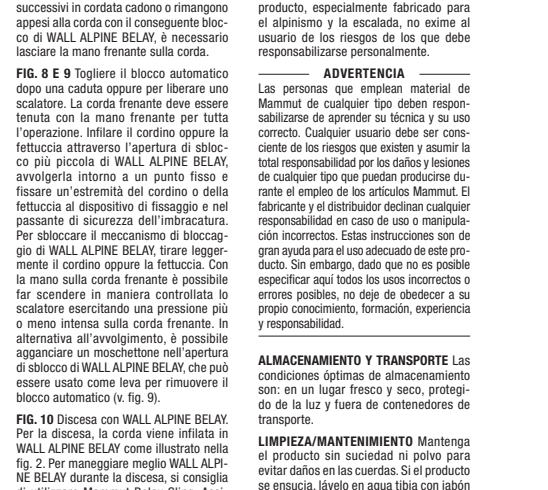 successivi in cordata cadono o rimangono
appesi alla corda con il conseguente bloc-
co di WALL ALPINE BELAY, è necessario
lasciare la mano frenante sulla corda.
FIG. 8 E 9 Togliere il blocco automatico
dopo una caduta oppure per liberare uno
scalatore. La corda frenante deve essere
tenuta con la mano frenante per tutta
l'operazione. Infilare il cordino oppure la
fettuccia attraverso l'apertura di sbloc-
co più piccola di WALL ALPINE BELAY,
avvolgerla intorno a un punto fisso e
fissare un'estremità del cordino o della
fettuccia al dispositivo di fissaggio e nel
passante di sicurezza dell'imbracatura.
Per sbloccare il meccanismo di bloccag-
gio di WALL ALPINE BELAY, tirare legger-
mente il cordino oppure la fettuccia. Con
la mano sulla corda frenante è possibile
far scendere in maniera controllata lo
scalatore esercitando una pressione più
o meno intensa sulla corda frenante. In
alternativa all'avvolgimento, è possibile
agganciare un moschettone nell'apertura
di sblocco di WALL ALPINE BELAY, che può
essere usato come leva per rimuovere il
blocco automatico (v. fig. 9).
FIG. 10 Discesa con WALL ALPINE BELAY.
Per la discesa, la corda viene infilata in
WALL ALPINE BELAY come illustrato nella
fig. 2. Per maneggiare meglio WALL ALPI-
NE BELAY durante la discesa, si consiglia
producto, especialmente fabricado para
el alpinismo y la escalada, no exime al
usuario de los riesgos de los que debe
responsabilizarse personalmente.
ADVERTENCIA
Las personas que emplean material de
Mammut de cualquier tipo deben respon-
sabilizarse de aprender su técnica y su uso
correcto. Cualquier usuario debe ser cons-
ciente de los riesgos que existen y asumir la
total responsabilidad por los daños y lesiones
de cualquier tipo que puedan producirse du-
rante el empleo de los artículos Mammut. El
fabricante y el distribuidor declinan cualquier
responsabilidad en caso de uso o manipula-
ción incorrectos. Estas instrucciones son de
gran ayuda para el uso adecuado de este pro-
ducto. Sin embargo, dado que no es posible
especificar aquí todos los usos incorrectos o
errores posibles, no deje de obedecer a su
propio conocimiento, formación, experiencia
y responsabilidad.
ALMACENAMIENTO Y TRANSPORTE Las
condiciones óptimas de almacenamiento
son: en un lugar fresco y seco, protegi-
do de la luz y fuera de contenedores de
transporte.
LIMPIEZA/MANTENIMIENTO Mantenga
el producto sin suciedad ni polvo para
evitar daños en las cuerdas. Si el producto
se ensucia, lávelo en agua tibia con jabón